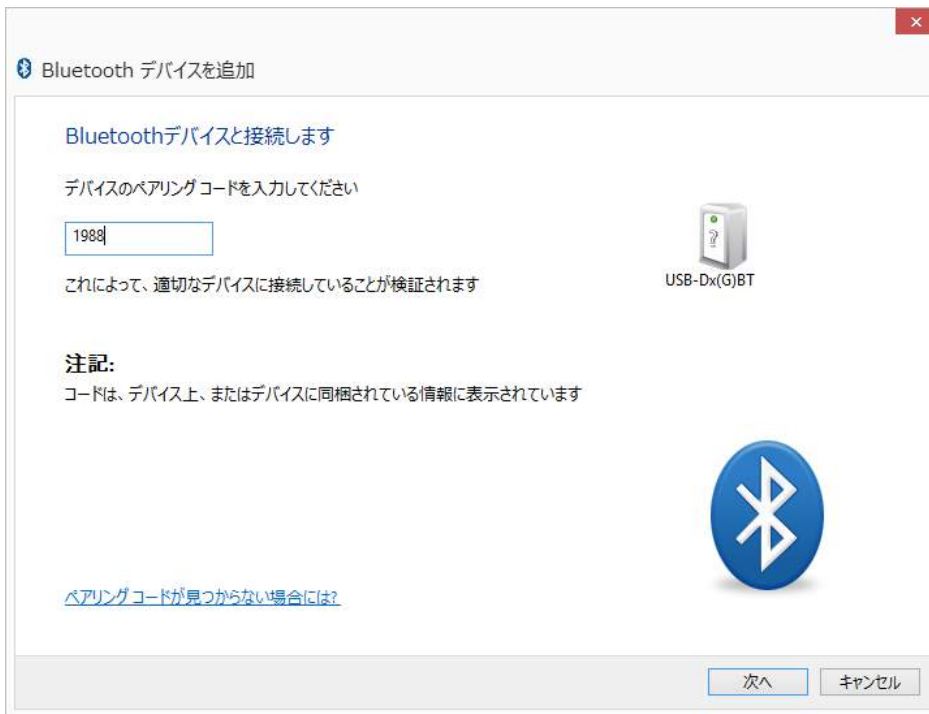 Bluetooth デバイスを追加
Bluetoothデバイスと接続します
デバイスのペアリング コードを入力してください
1988
これによって、適切なデバイスに接続していることが検証されます
USB-Dx(G)BT
注記:
コードは、デバイス上、またはデバイスに同梱されている情報に表示されています
ペアリング コードが見つからない場合には?
次へ
キャンセル